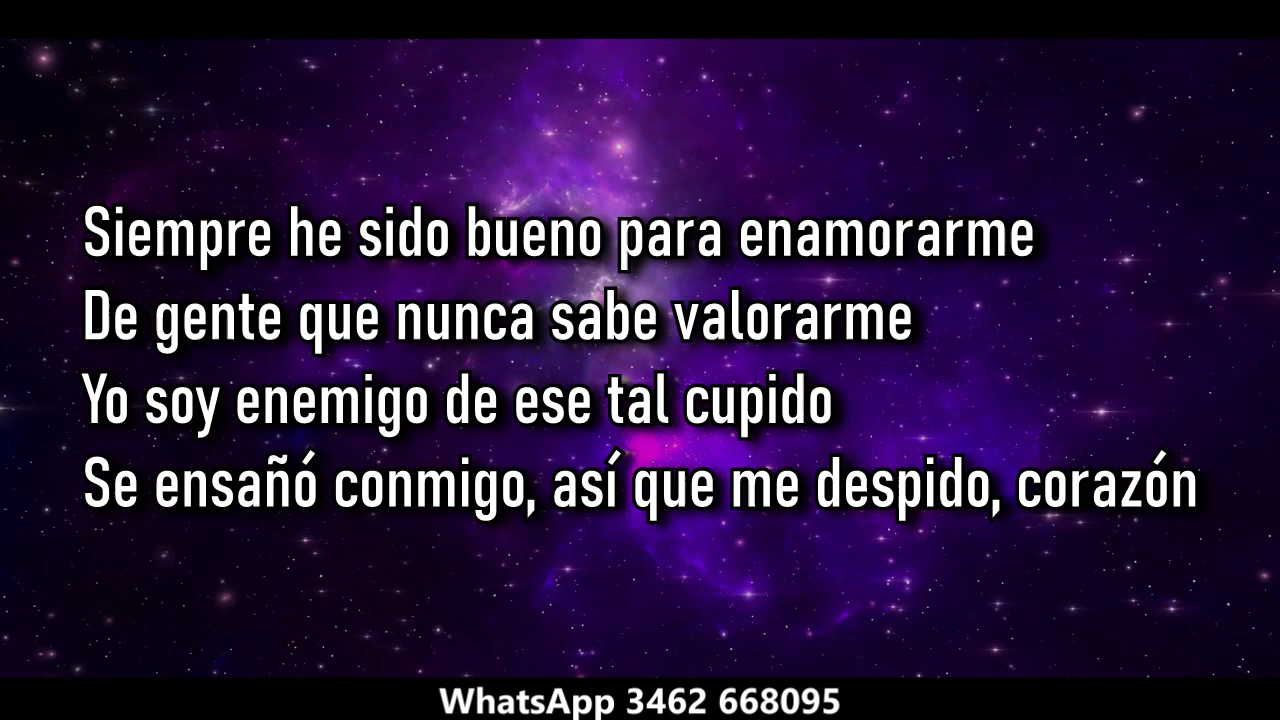 Siempre he sido bueno para enamorarme
De gente que nunca sabe valorarme
Yo soy enemigo de ese tal cupido
Se ensañó conmigo, así que me despido, corazón
WhatsApp 3462 668095